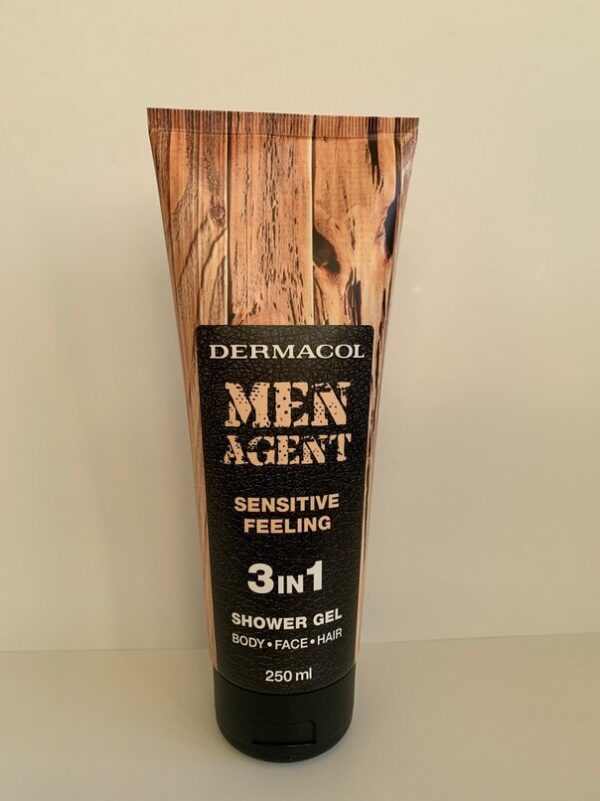 DERMACOL
MEN
AGENT
SENSITIVE
FEELING
3IN1
SHOWER GEL
BODY • FACE • HAIR
250 ml